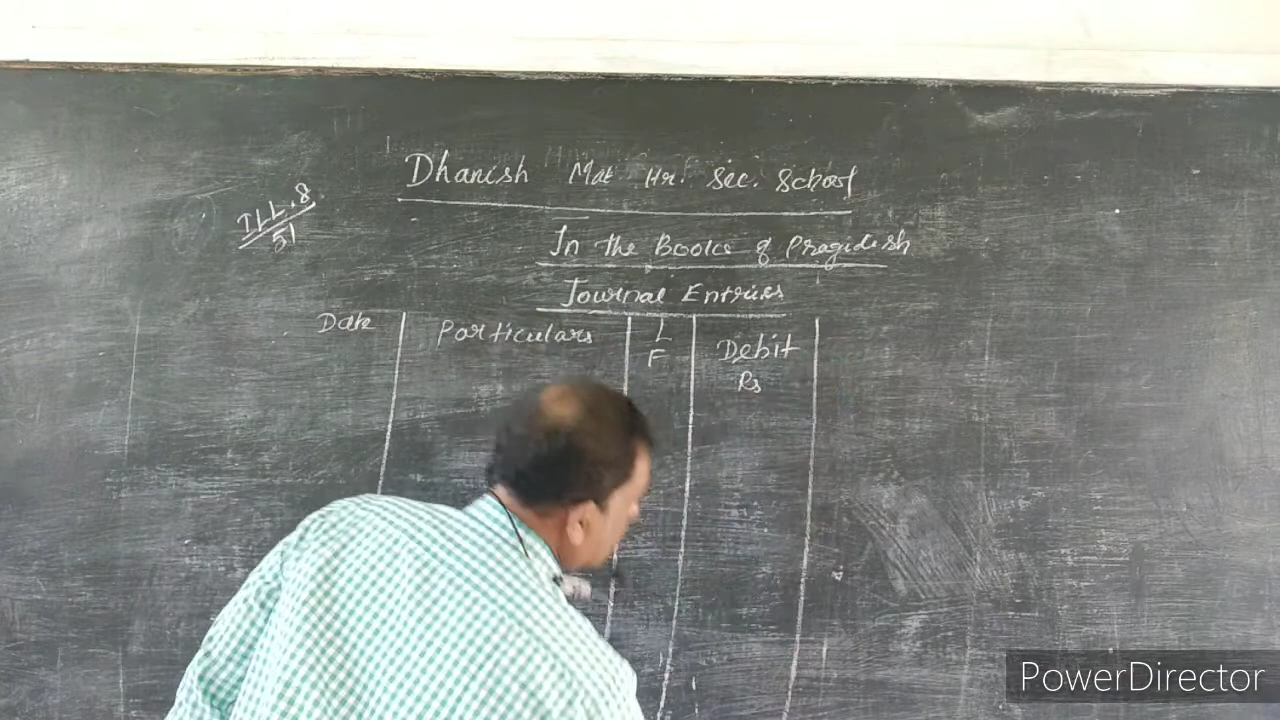 Dhanish Mat Hr. Sec. School
ILL.8
51
In the Books of Pragadesh
Journal Entries
Date Particulars L F Debit Rs
PowerDirector